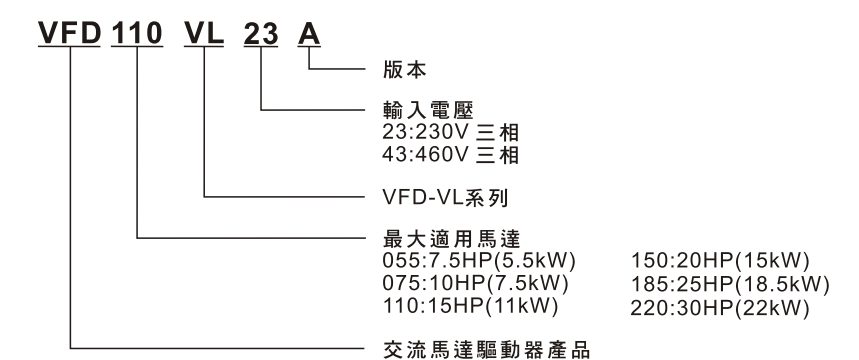 VFD 110 VL 23 A
版本
輸入電壓
23:230V 三相
43:460V 三相
VFD-VL系列
最大適用馬達
055:7.5HP(5.5kW) 150:20HP(15kW)
075:10HP(7.5kW) 185:25HP(18.5kW)
110:15HP(11kW) 220:30HP(22kW)
交流馬達驅動器產品